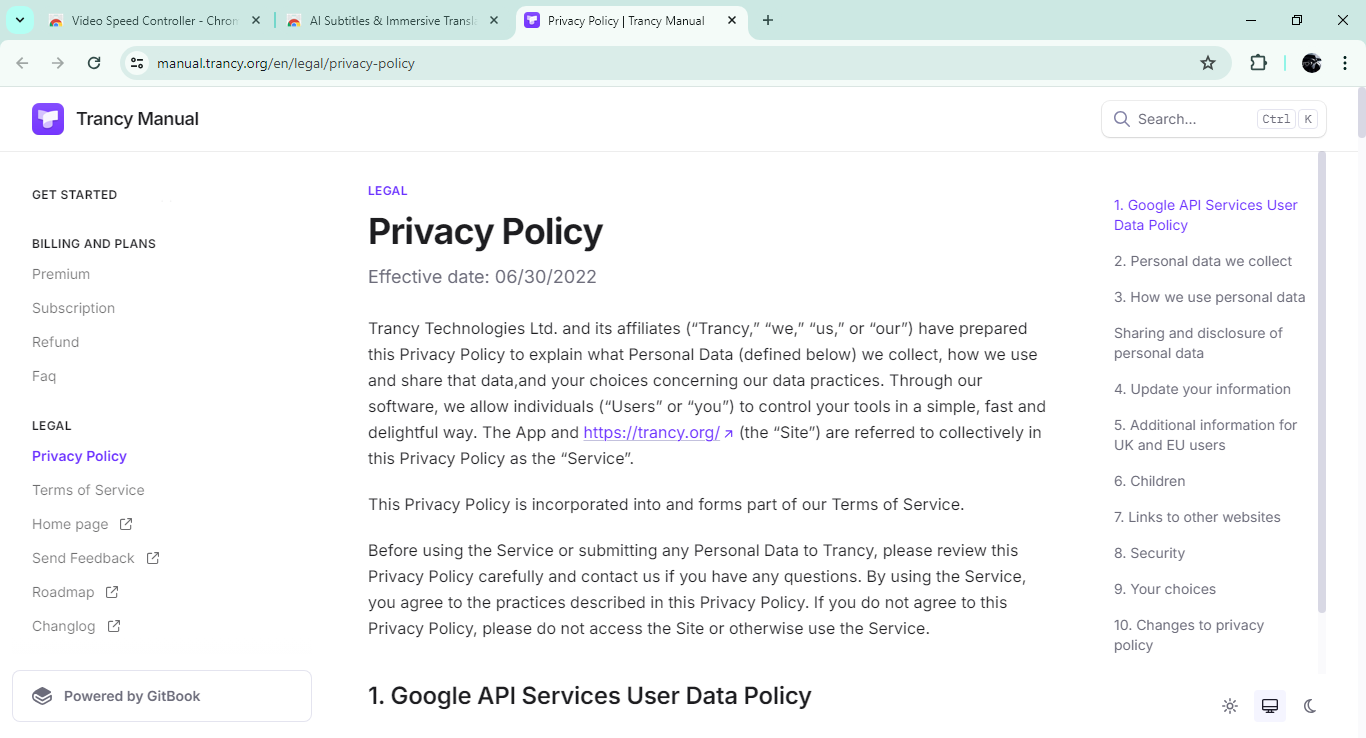 Video Speed Controller - Chrom
AI Subtitles & Immersive Transla
Privacy Policy | Trancy Manual
manual.trancy.org/en/legal/privacy-policy
Trancy Manual
Search...
Ctrl
K
GET STARTED
BILLING AND PLANS
Premium
Subscription
Refund
Faq
LEGAL
Privacy Policy
Terms of Service
Home page
Send Feedback
Roadmap
Changlog
Powered by GitBook
LEGAL
Privacy Policy
Effective date: 06/30/2022
Trancy Technologies Ltd. and its affiliates (“Trancy,” “we,” “us,” or “our”) have prepared
this Privacy Policy to explain what Personal Data (defined below) we collect, how we use
and share that data,and your choices concerning our data practices. Through our
software, we allow individuals (“Users” or “you”) to control your tools in a simple, fast and
delightful way. The App and https://trancy.org/ (the “Site”) are referred to collectively in
this Privacy Policy as the “Service”.
This Privacy Policy is incorporated into and forms part of our Terms of Service.
Before using the Service or submitting any Personal Data to Trancy, please review this
Privacy Policy carefully and contact us if you have any questions. By using the Service,
you agree to the practices described in this Privacy Policy. If you do not agree to this
Privacy Policy, please do not access the Site or otherwise use the Service.
1. Google API Services User Data Policy
1. Google API Services User
Data Policy
2. Personal data we collect
3. How we use personal data
Sharing and disclosure of
personal data
4. Update your information
5. Additional information for
UK and EU users
6. Children
7. Links to other websites
8. Security
9. Your choices
10. Changes to privacy
policy